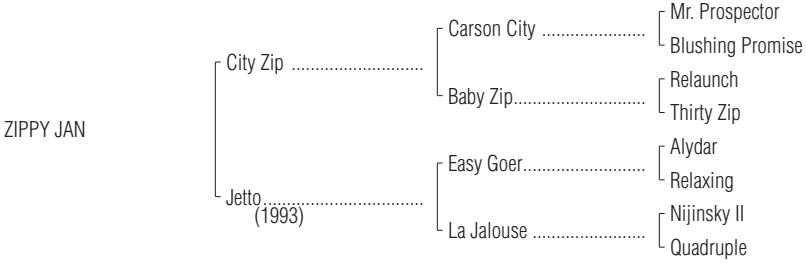 Mr. Prospector
Carson City ......................
Blushing Promise
City Zip ............................
Relaunch
Baby Zip............................
Thirty Zip
ZIPPY JAN
Alydar
Easy Goer..........................
Relaxing
Jetto..................................
(1993)
Nijinsky II
La Jalouse ........................
Quadruple